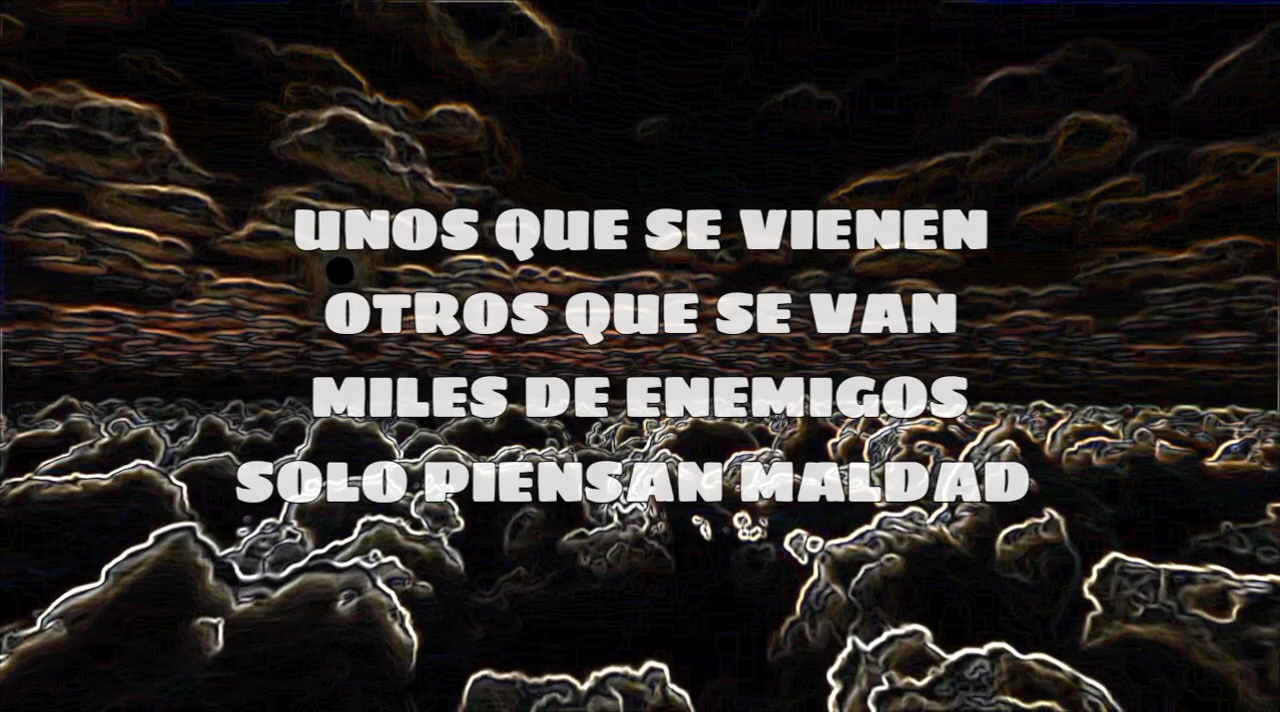 UNOS QUE SE VIENEN
OTROS QUE SE VAN
MILES DE ENEMIGOS
SOLO PIENSAN MALDAD